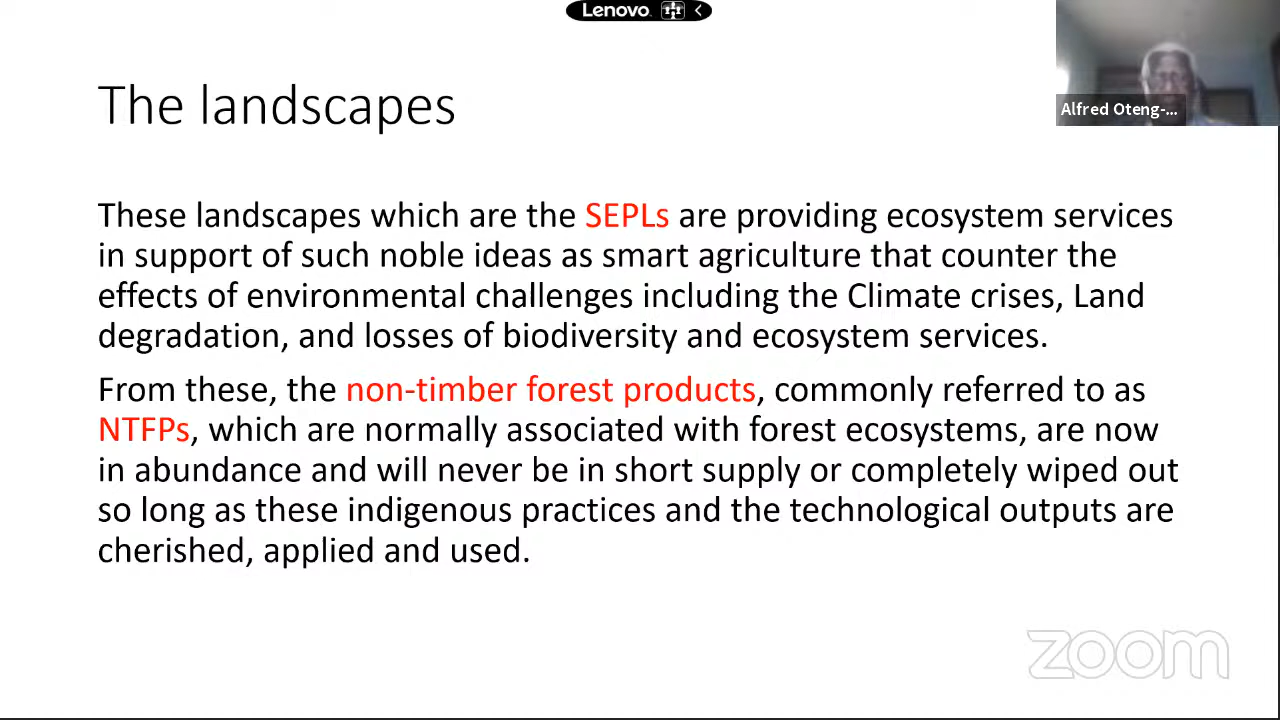 Lenovo
The landscapes
Alfred Oteng-...
These landscapes which are the SEPLs are providing ecosystem services
in support of such noble ideas as smart agriculture that counter the
effects of environmental challenges including the Climate crises, Land
degradation, and losses of biodiversity and ecosystem services.
From these, the non-timber forest products, commonly referred to as
NTFPs, which are normally associated with forest ecosystems, are now
in abundance and will never be in short supply or completely wiped out
so long as these indigenous practices and the technological outputs are
cherished, applied and used.
zoom